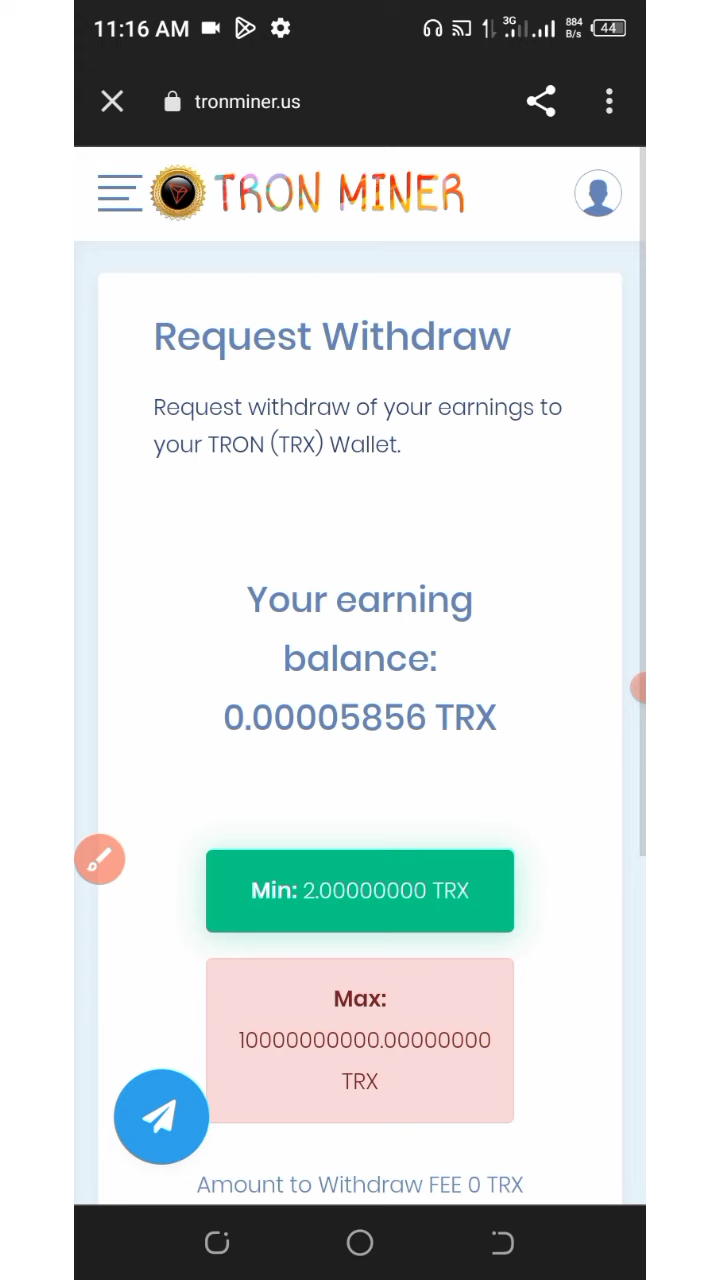 11:16 AM 3G 884 B/s 44
tronminer.us
TRON MINER
Request Withdraw
Request withdraw of your earnings to
your TRON (TRX) Wallet.
Your earning
balance:
0.00005856 TRX
Min: 2.00000000 TRX
Max:
10000000000.00000000
TRX
Amount to Withdraw FEE 0 TRX